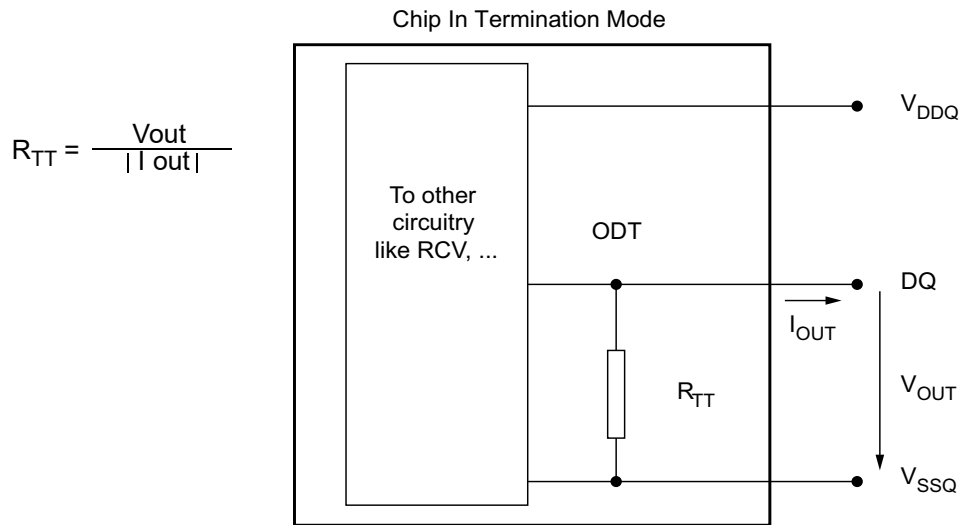 Chip In Termination Mode
V_DDQ
R_TT = Vout
| I out |
To other
circuitry
like RCV, ...
ODT
DQ
I_OUT
R_TT
V_OUT
V_SSQ